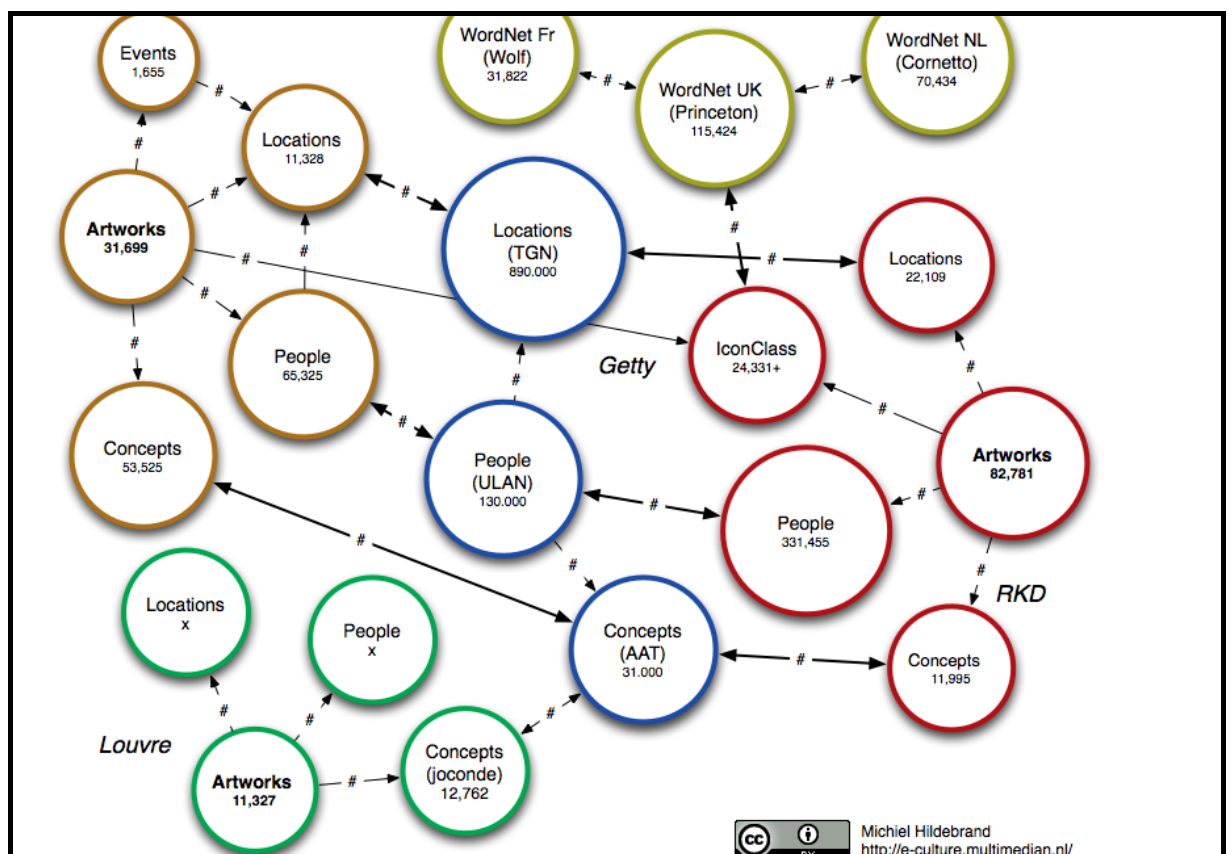 Events
1,655
WordNet Fr
(Wolf)
31,822
WordNet UK
(Princeton)
115,424
WordNet NL
(Cornetto)
70,434
#
#
#
#
Locations
11,328
#
#
#
Artworks
31,699
#
#
#
#
Locations
(TGN)
890.000
#
Locations
22,109
#
#
People
65,325
Getty
IconClass
24,331+
#
#
#
#
Concepts
53,525
People
(ULAN)
130.000
#
Artworks
82,781
#
#
People
331,455
#
#
#
RKD
Locations
x
People
x
Concepts
(AAT)
31.000
#
Concepts
11,995
#
#
#
Louvre
Artworks
11,327
#
Concepts
(joconde)
12,762
cc
BY
Michiel Hildebrand
http://e-culture.multimedian.nl/